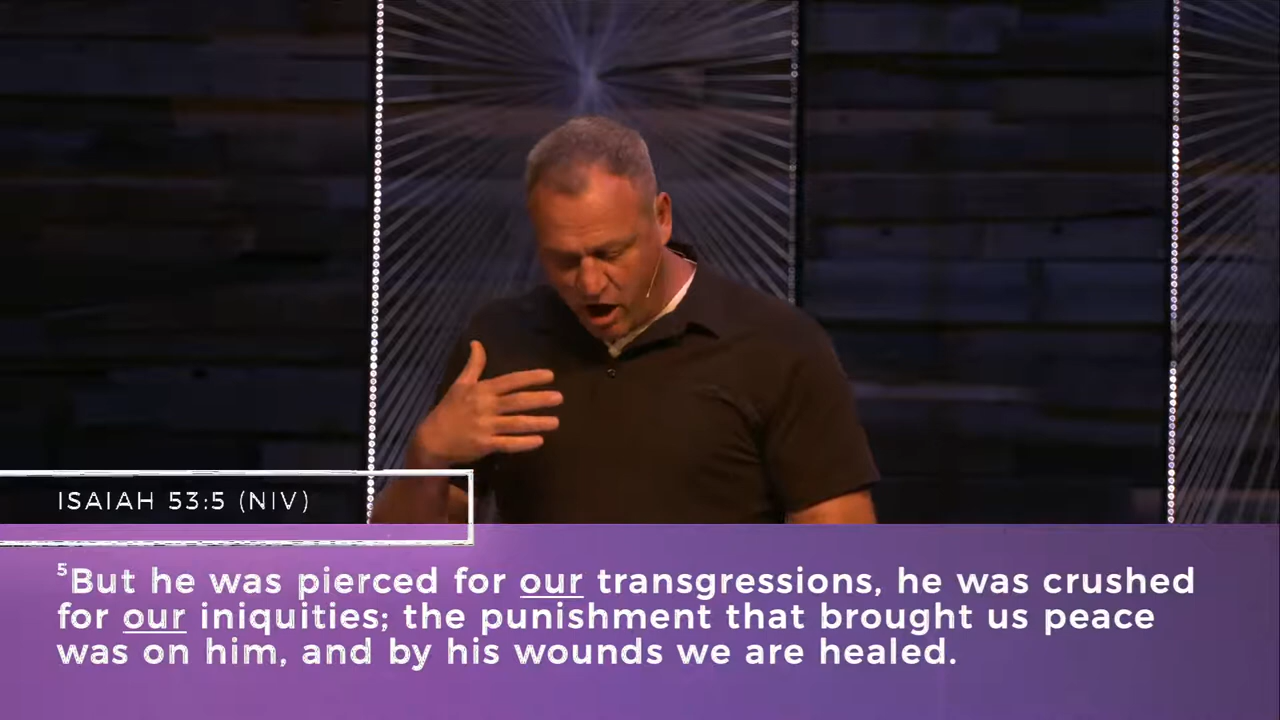 ISAIAH 53:5 (NIV)
⁵But he was pierced for our transgressions, he was crushed
for our iniquities; the punishment that brought us peace
was on him, and by his wounds we are healed.